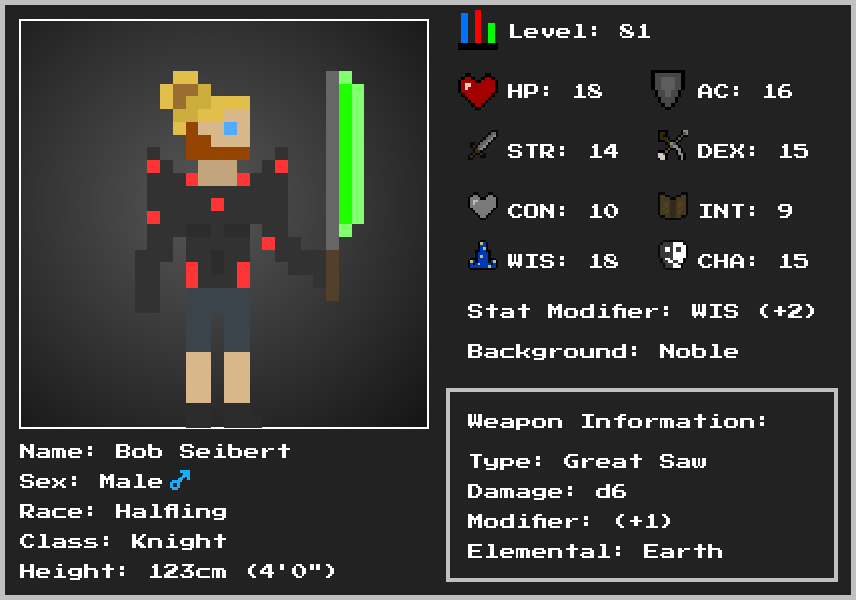 Level: 81
HP: 18 AC: 16
STR: 14 DEX: 15
CON: 10 INT: 9
WIS: 18 CHA: 15
Stat Modifier: WIS (+2)
Background: Noble
Weapon Information:
Type: Great Saw
Damage: d6
Modifier: (+1)
Elemental: Earth
Name: Bob Seibert
Sex: Male ♂
Race: Halfling
Class: Knight
Height: 123cm (4'0")